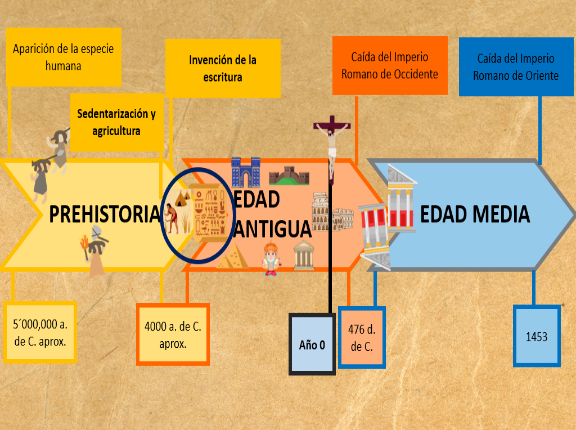 Aparición de la especie
humana
Invención de la
escritura
Caída del Imperio
Romano de Occidente
Caída del Imperio
Romano de Oriente
Sedentarización y
agricultura
PREHISTORIA
EDAD
ANTIGUA
EDAD MEDIA
5´000,000 a.
de C. aprox.
4000 a. de C.
aprox.
Año 0
476 d.
de C.
1453